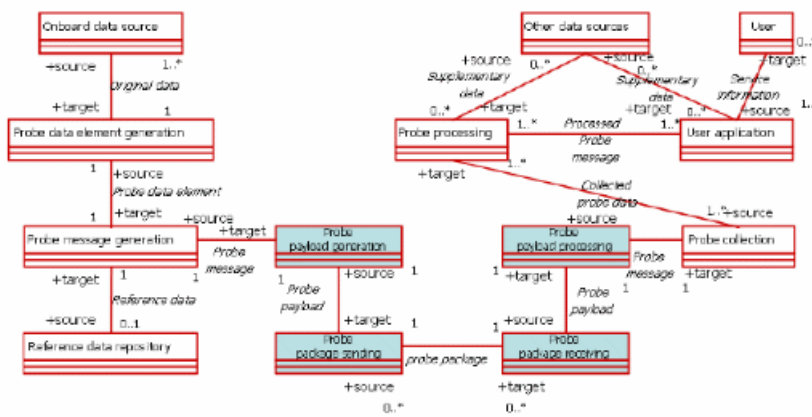 Onboard data source
+source
1..*
Original data
+target
1
Probe data element generation
1
+source
Probe data element
1
+target
Probe message generation
+source
+target
1
1
Probe
message
+target
Reference data
+source
0..1
Reference data repository
Probe
payload generation
1
+source
1
Probe
payload
+target
1
1
Probe
package sending
probe package
+source
0..*
+target
0..*
Probe
package receiving
1
+source
Probe
payload
1
+target
1
Probe
payload processing
+source
Probe
message
1
1
+target
Probe collection
1..*
+source
Collected
probe data
1..*
+target
Probe processing
0..*
+target
Supplementary
data
+source
0..*
Other data sources
+source
0..*
Supplementary
data
+target
0..*
1..*
Processed
Probe
message
1..*
User application
+source
Service
information
+target
User